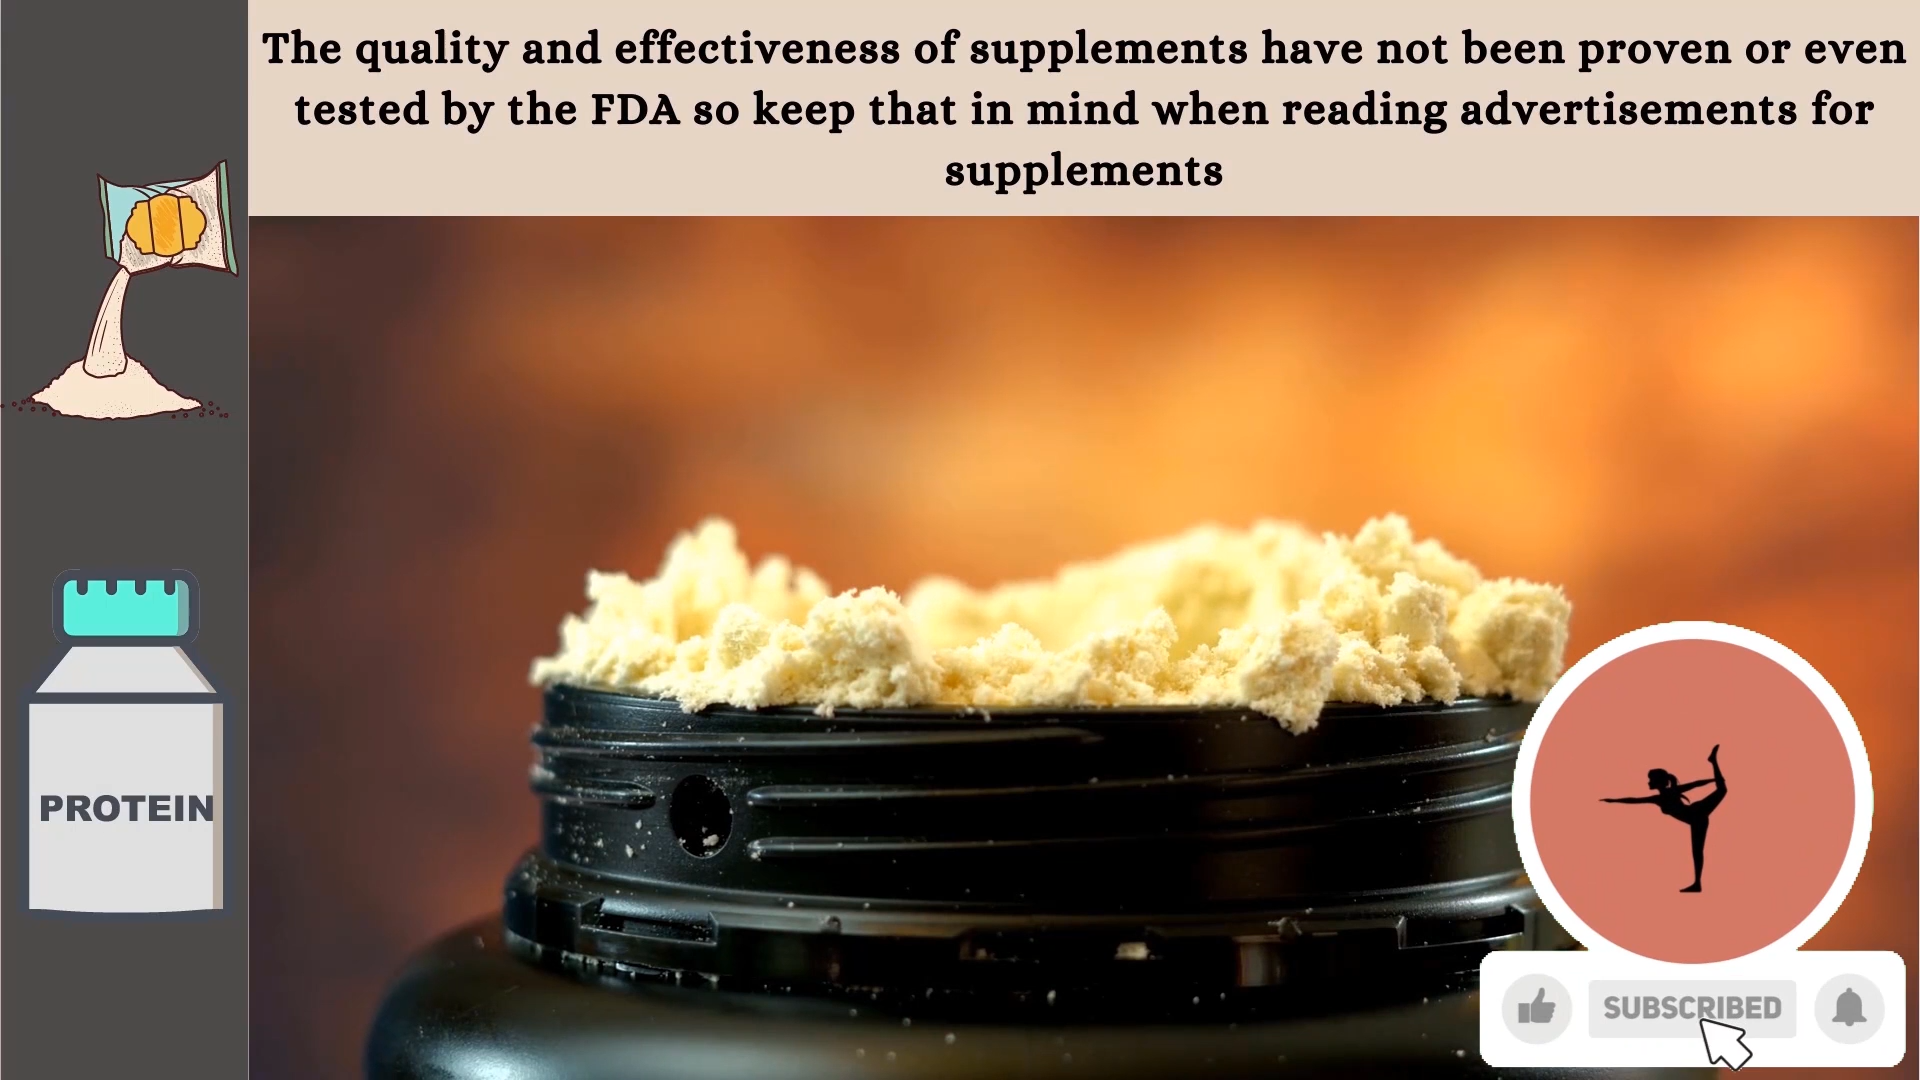 The quality and effectiveness of supplements have not been proven or even
tested by the FDA so keep that in mind when reading advertisements for
supplements
PROTEIN
SUBSCRIBED